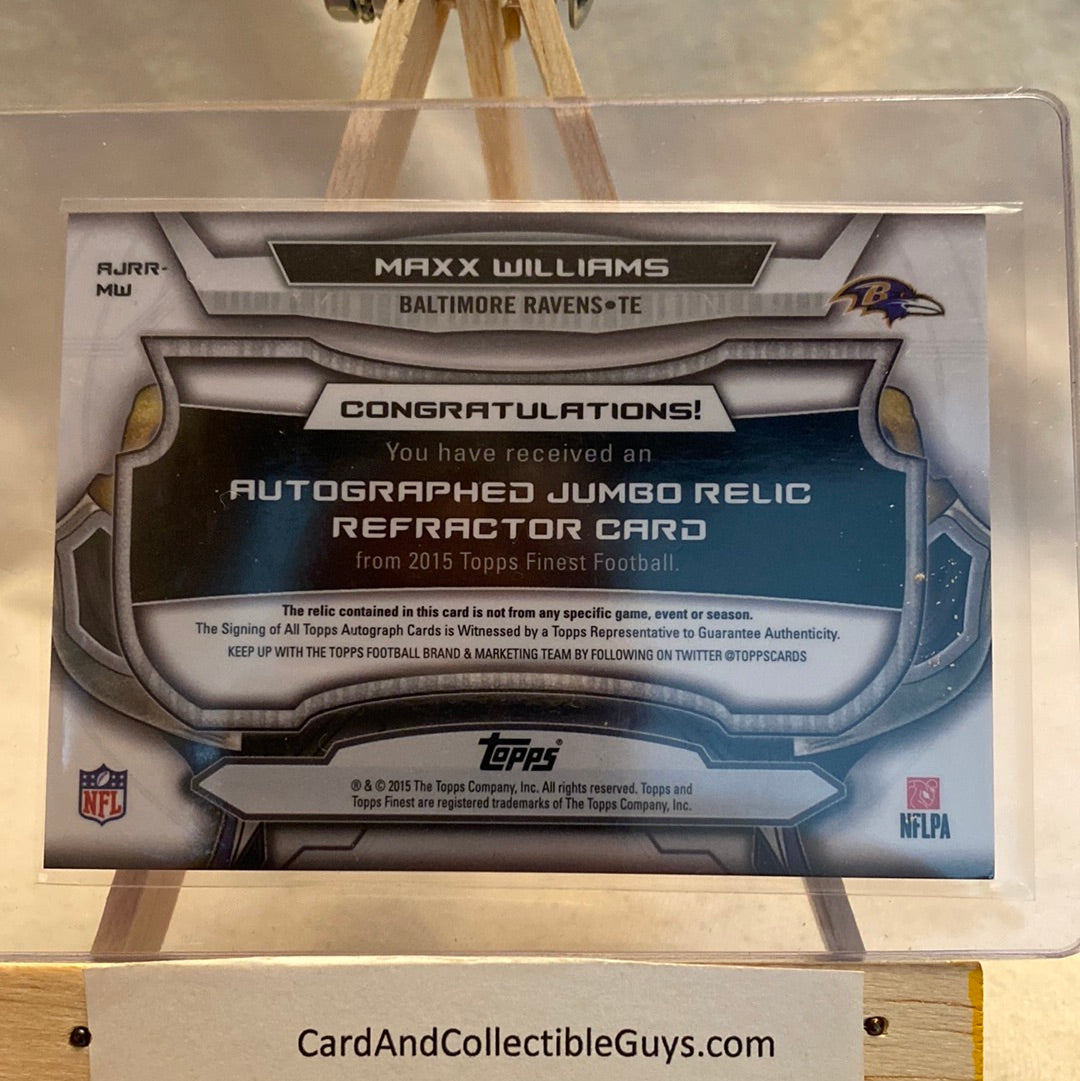 AJRR-
MW
MAXX WILLIAMS
BALTIMORE RAVENS•TE
B
CONGRATULATIONS!
You have received an
AUTOGRAPHED JUMBO RELIC
REFRACTOR CARD
from 2015 Topps Finest Football.
The relic contained in this card is not from any specific game, event or season.
The Signing of All Topps Autograph Cards is Witnessed by a Topps Representative to Guarantee Authenticity.
KEEP UP WITH THE TOPPS FOOTBALL BRAND & MARKETING TEAM BY FOLLOWING ON TWITTER @TOPPSCARDS
Topps®
® & © 2015 The Topps Company, Inc. All rights reserved. Topps and
Topps Finest are registered trademarks of The Topps Company, Inc.
NFL
NFLPA
CardAndCollectibleGuys.com